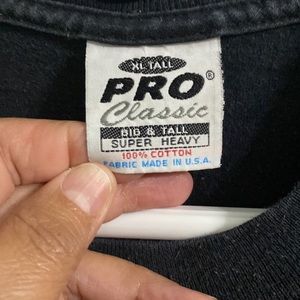 XL TALL
PRO®
Classic
BIG & TALL
SUPER HEAVY
100% COTTON
FABRIC MADE IN U.S.A.